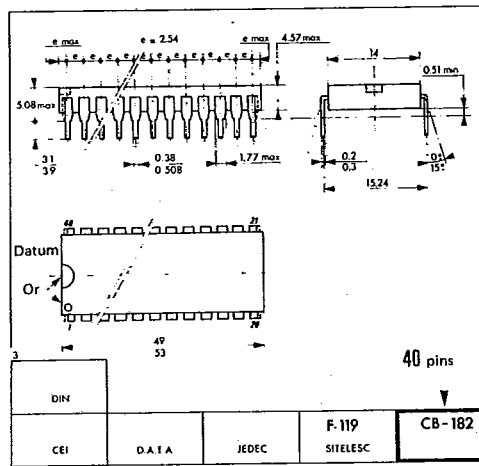 e max
e = 2.54
e max
4.57 max
14
0.51 min
e e e e e e e e e e
5.08 max
3.1
3.9
0.38
0.508
1.77 max
0.2
0.3
0°
15°
15.24
40
21
Datum
Or
1
20
49
53
3
40 pins
DIN
CEI
D.A.T.A
JEDEC
F-119
SITELESC
CB-182